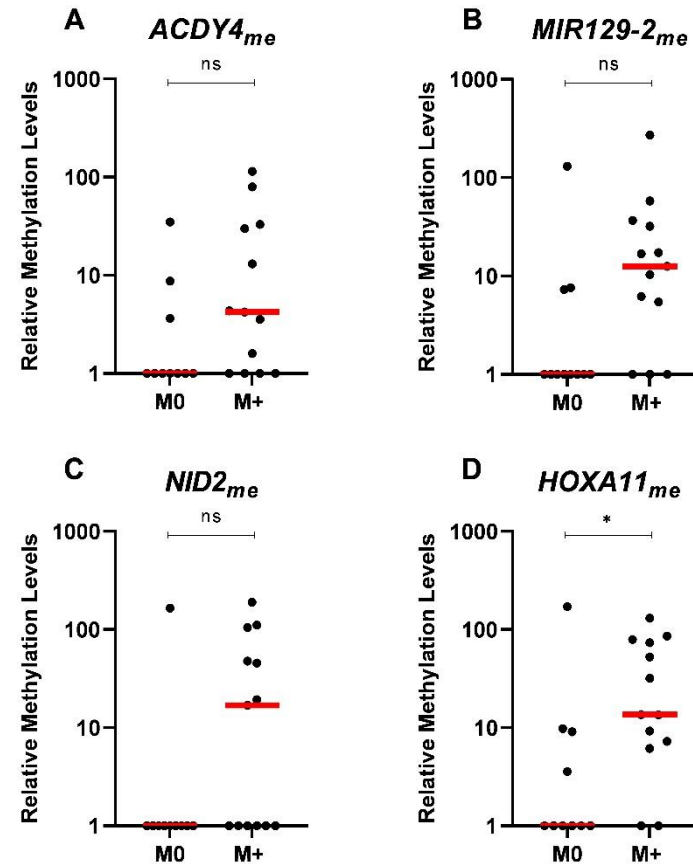 A
ACDY4me
ns
Relative Methylation Levels
1000
100
10
1
M0
M+
B
MIR129-2me
ns
Relative Methylation Levels
1000
100
10
1
M0
M+
C
NID2me
ns
Relative Methylation Levels
1000
100
10
1
M0
M+
D
HOXA11me
*
Relative Methylation Levels
1000
100
10
1
M0
M+